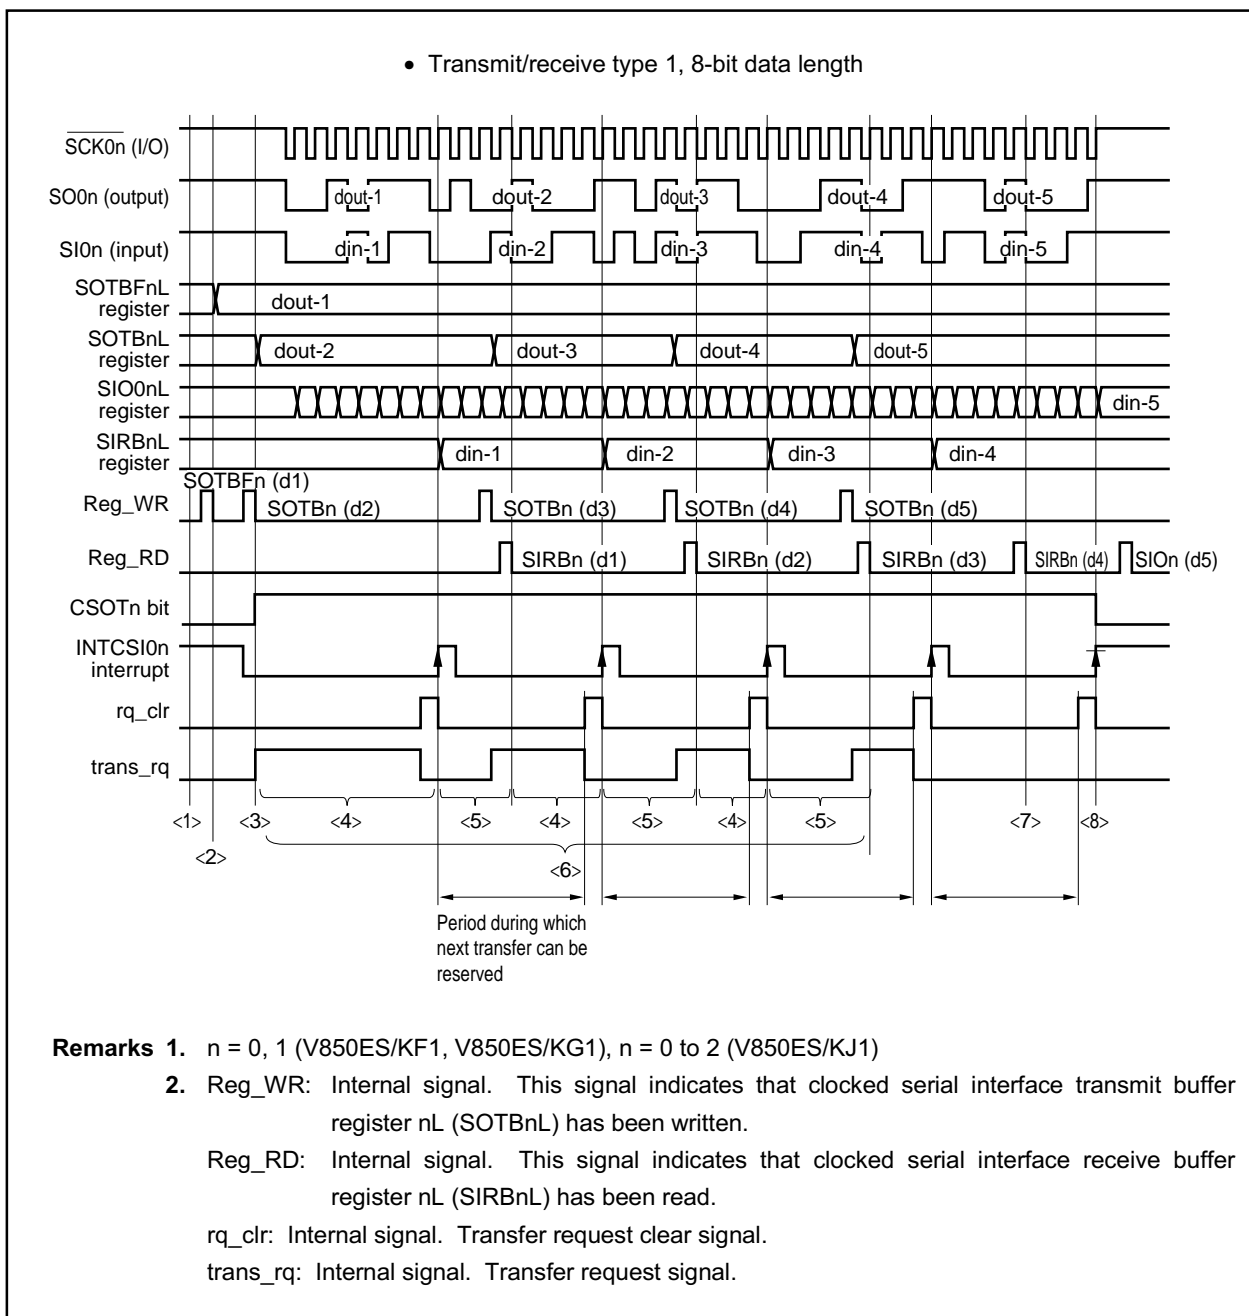 • Transmit/receive type 1, 8-bit data length
SCK0n (I/O)
SO0n (output)
dout-1
dout-2
dout-3
dout-4
dout-5
SI0n (input)
din-1
din-2
din-3
din-4
din-5
SOTBFnL
register
dout-1
SOTBnL
register
dout-2
dout-3
dout-4
dout-5
SIO0nL
register
din-5
SIRBnL
register
din-1
din-2
din-3
din-4
SOTBFn (d1)
Reg_WR
SOTBn (d2)
SOTBn (d3)
SOTBn (d4)
SOTBn (d5)
Reg_RD
SIRBn (d1)
SIRBn (d2)
SIRBn (d3)
SIRBn (d4)
SIOn (d5)
CSOTn bit
INTCSI0n
interrupt
rq_clr
trans_rq
<1>
<3>
<4>
<5>
<4>
<5>
<4>
<5>
<7>
<8>
<2>
<6>
Period during which
next transfer can be
reserved
Remarks 1. n = 0, 1 (V850ES/KF1, V850ES/KG1), n = 0 to 2 (V850ES/KJ1)
2. Reg_WR: Internal signal. This signal indicates that clocked serial interface transmit buffer
register nL (SOTBnL) has been written.
Reg_RD: Internal signal. This signal indicates that clocked serial interface receive buffer
register nL (SIRBnL) has been read.
rq_clr: Internal signal. Transfer request clear signal.
trans_rq: Internal signal. Transfer request signal.